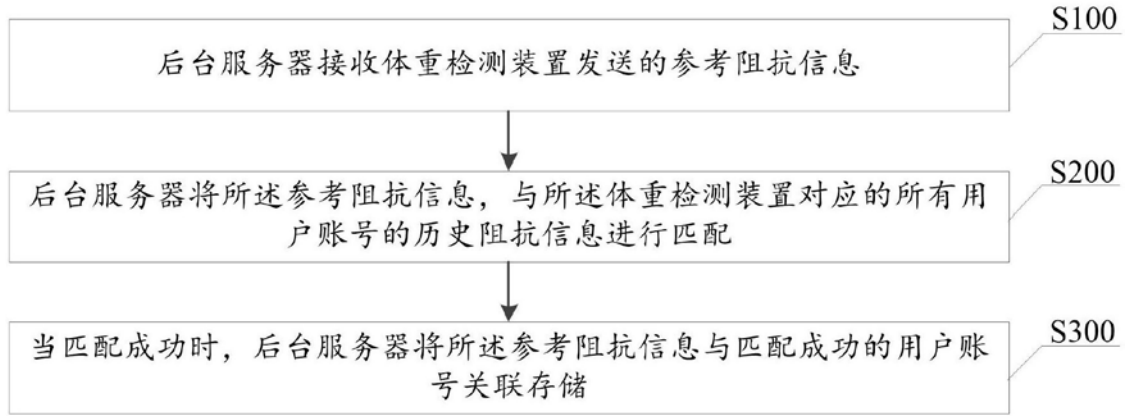 S100
后台服务器接收体重检测装置发送的参考阻抗信息
S200
后台服务器将所述参考阻抗信息，与所述体重检测装置对应的所有用
户账号的历史阻抗信息进行匹配
S300
当匹配成功时，后台服务器将所述参考阻抗信息与匹配成功的用户账
号关联存储